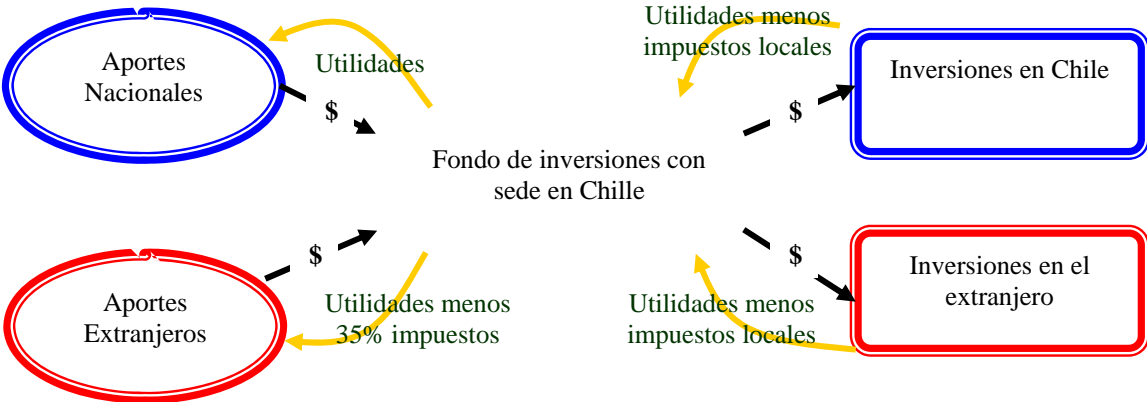 Aportes
Nacionales
Utilidades
$
Utilidades menos
impuestos locales
$
Inversiones en Chile
Fondo de inversiones con
sede en Chille
Aportes
Extranjeros
$
Utilidades menos
35% impuestos
Utilidades menos
impuestos locales
$
Inversiones en el
extranjero